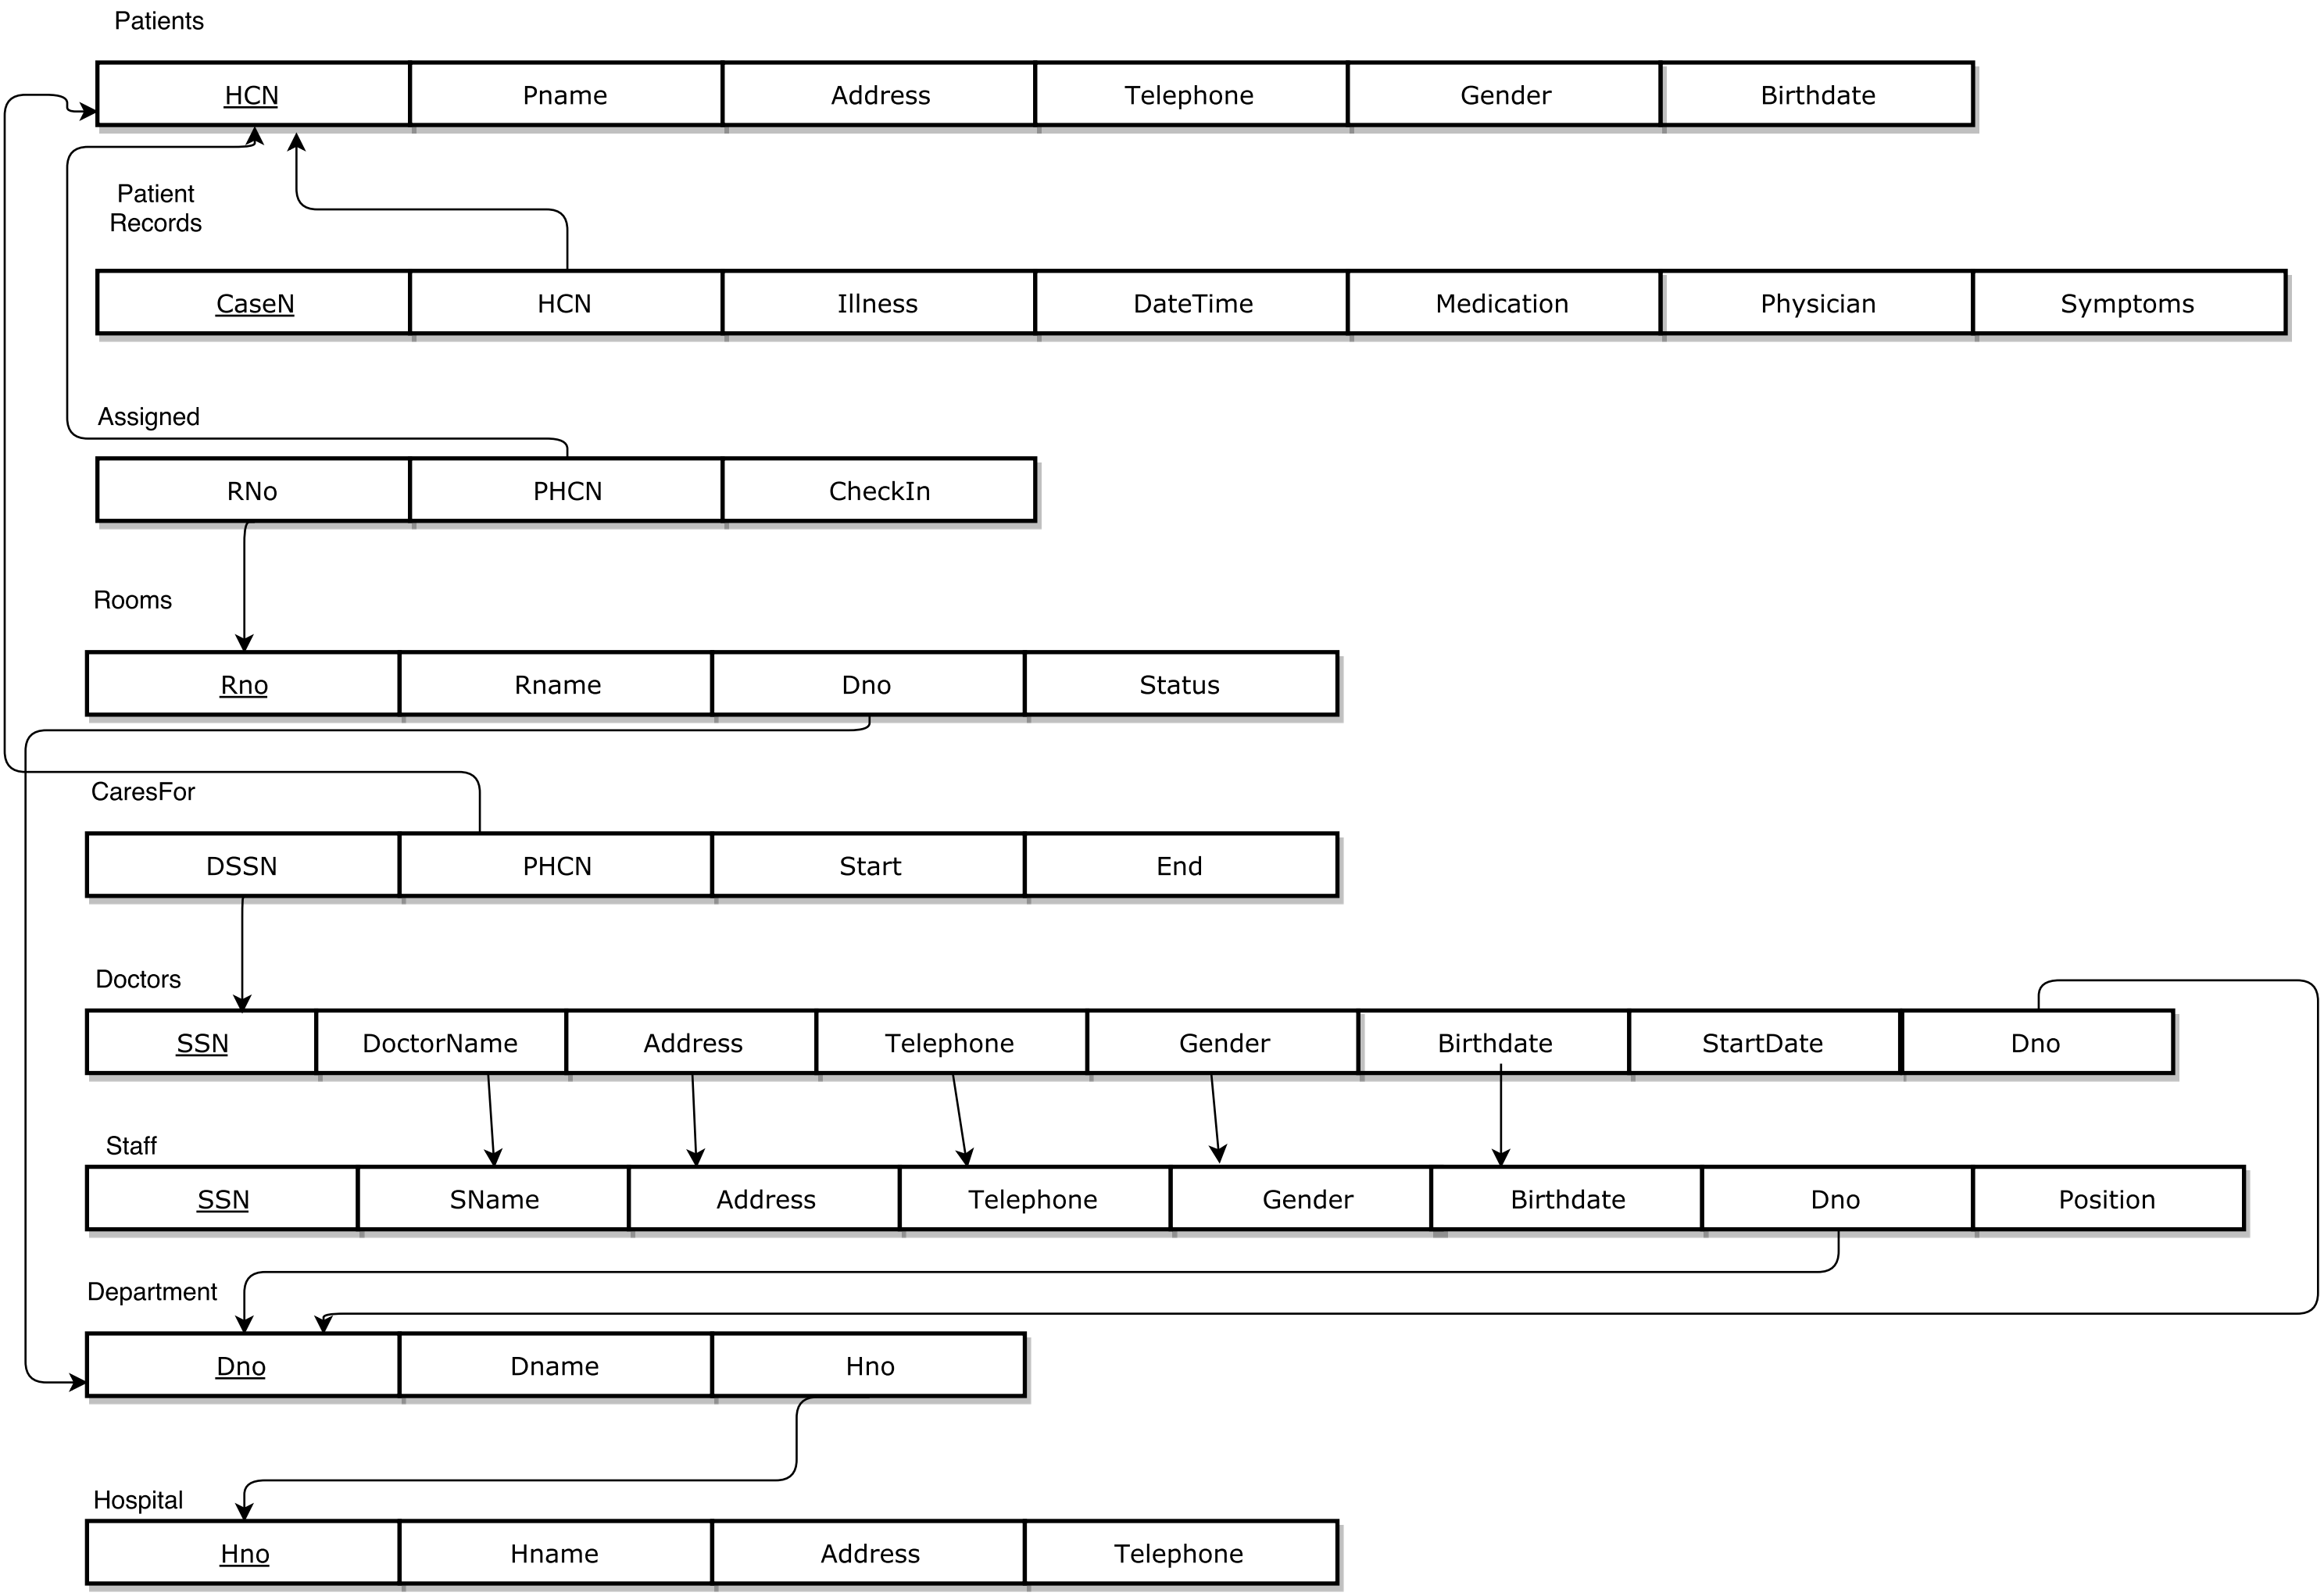 Patients
HCN Pname Address Telephone Gender Birthdate
Patient
Records
CaseN HCN Illness DateTime Medication Physician Symptoms
Assigned
RNo PHCN CheckIn
Rooms
Rno Rname Dno Status
CaresFor
DSSN PHCN Start End
Doctors
SSN DoctorName Address Telephone Gender Birthdate StartDate Dno
Staff
SSN SName Address Telephone Gender Birthdate Dno Position
Department
Dno Dname Hno
Hospital
Hno Hname Address Telephone